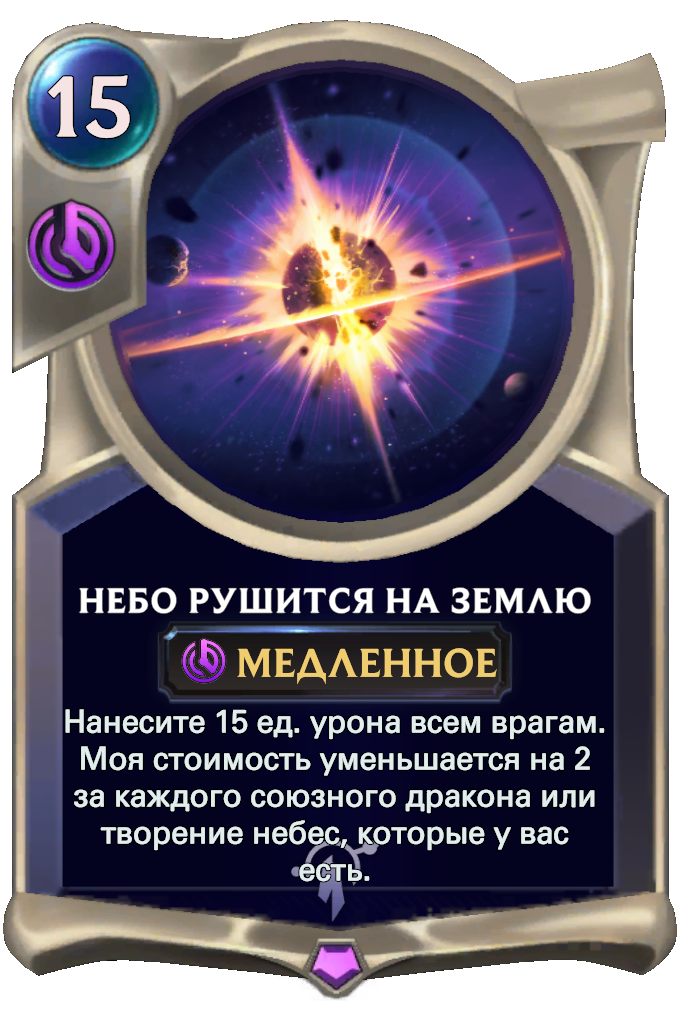 15
НЕБО РУШИТСЯ НА ЗЕМЛЮ
МЕДЛЕННОЕ
Нанесите 15 ед. урона всем врагам.
Моя стоимость уменьшается на 2
за каждого союзного дракона или
творение небес, которые у вас
есть.